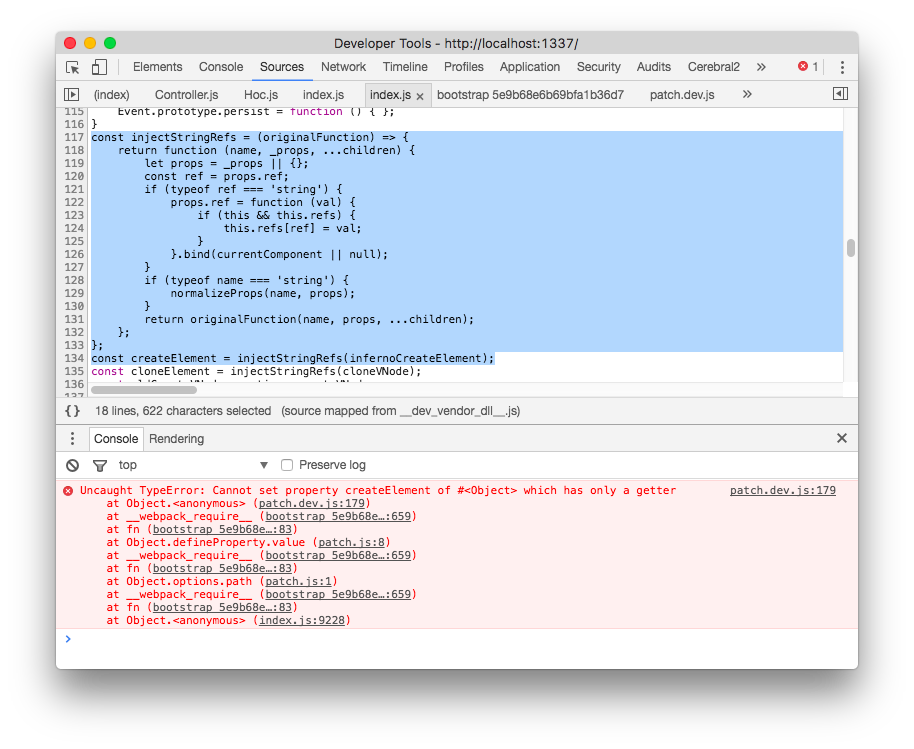 Developer Tools - http://localhost:1337/
Elements Console Sources Network Timeline Profiles Application Security Audits Cerebral2 » 1
(index) Controller.js Hoc.js index.js index.js × bootstrap 5e9b68e6b69bfa1b36d7 patch.dev.js »
115 Event.prototype.persist = function () { };
116 }
117 const injectStringRefs = (originalFunction) => {
118 return function (name, _props, ...children) {
119 let props = _props || {};
120 const ref = props.ref;
121 if (typeof ref === 'string') {
122 props.ref = function (val) {
123 if (this && this.refs) {
124 this.refs[ref] = val;
125 }
126 }.bind(currentComponent || null);
127 }
128 if (typeof name === 'string') {
129 normalizeProps(name, props);
130 }
131 return originalFunction(name, props, ...children);
132 };
133 };
134 const createElement = injectStringRefs(infernoCreateElement);
135 const cloneElement = injectStringRefs(cloneVNode);
136
137
{} 18 lines, 622 characters selected (source mapped from __dev_vendor_dll__.js)
Console Rendering ×
top ▼ Preserve log
Uncaught TypeError: Cannot set property createElement of #<Object> which has only a getter patch.dev.js:179
at Object.<anonymous> (patch.dev.js:179)
at __webpack_require__ (bootstrap 5e9b68e…:659)
at fn (bootstrap 5e9b68e…:83)
at Object.defineProperty.value (patch.js:8)
at __webpack_require__ (bootstrap 5e9b68e…:659)
at fn (bootstrap 5e9b68e…:83)
at Object.options.path (patch.js:1)
at __webpack_require__ (bootstrap 5e9b68e…:659)
at fn (bootstrap 5e9b68e…:83)
at Object.<anonymous> (index.js:9228)
>